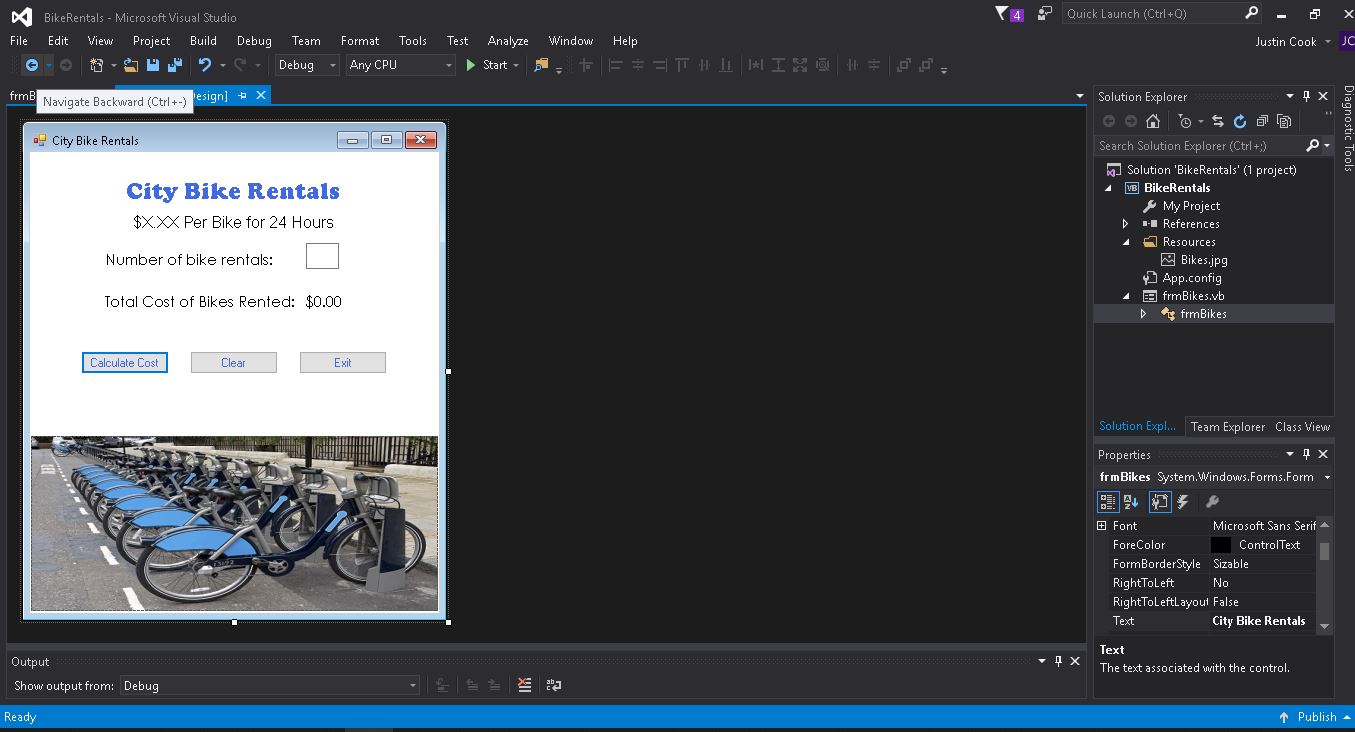 BikeRentals - Microsoft Visual Studio
4
Quick Launch (Ctrl+Q)
File Edit View Project Build Debug Team Format Tools Test Analyze Window Help
Justin Cook
JC
Debug
Any CPU
Start
frmB
esign]
Navigate Backward (Ctrl+-)
City Bike Rentals
City Bike Rentals
$X.XX Per Bike for 24 Hours
Number of bike rentals:
Total Cost of Bikes Rented: $0.00
Calculate Cost
Clear
Exit
Solution Explorer
Search Solution Explorer (Ctrl+;)
Solution 'BikeRentals' (1 project)
VB BikeRentals
My Project
References
Resources
Bikes.jpg
App.config
frmBikes.vb
frmBikes
Solution Expl...
Team Explorer
Class View
Diagnostic Tools
Properties
frmBikes System.Windows.Forms.Form
Font Microsoft Sans Serif
ForeColor ControlText
FormBorderStyle Sizable
RightToLeft No
RightToLeftLayout False
Text City Bike Rentals
Text
The text associated with the control.
Output
Show output from: Debug
Ready
Publish